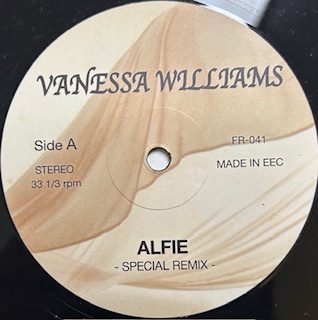 VANESSA WILLIAMS
Side A
FR-041
STEREO
MADE IN EEC
33 1/3 rpm
ALFIE
- SPECIAL REMIX -